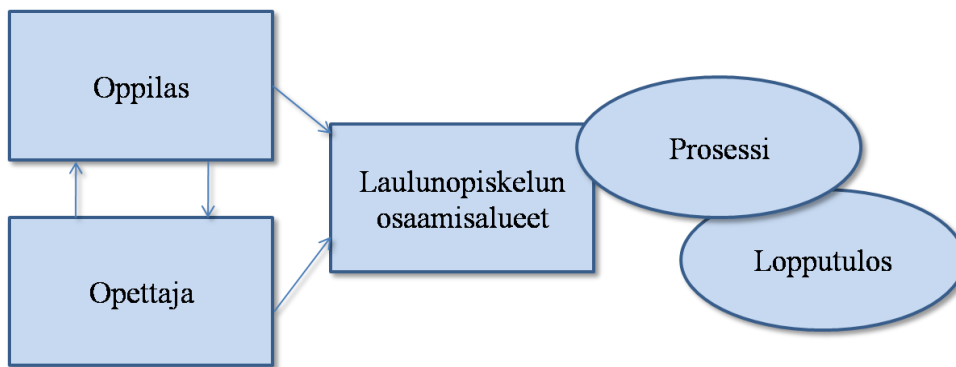 Oppilas
Opettaja
Laulunopiskelun
osaamisalueet
Prosessi
Lopputulos